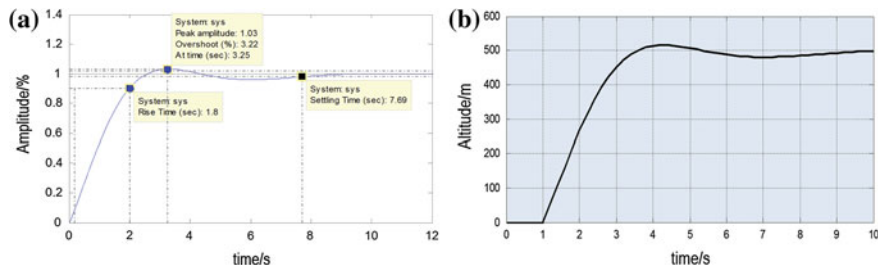 (a)
1.4
1.2
1
0.8
0.6
0.4
0.2
0
Amplitude/%
System: sys
Peak amplitude: 1.03
Overshoot (%): 3.22
At time (sec): 3.25
System: sys
Rise Time (sec): 1.8
System: sys
Settling Time (sec): 7.69
0 2 4 6 8 10 12
time/s
(b)
600
500
400
300
200
100
0
Altitude/m
0 1 2 3 4 5 6 7 8 9 10
time/s